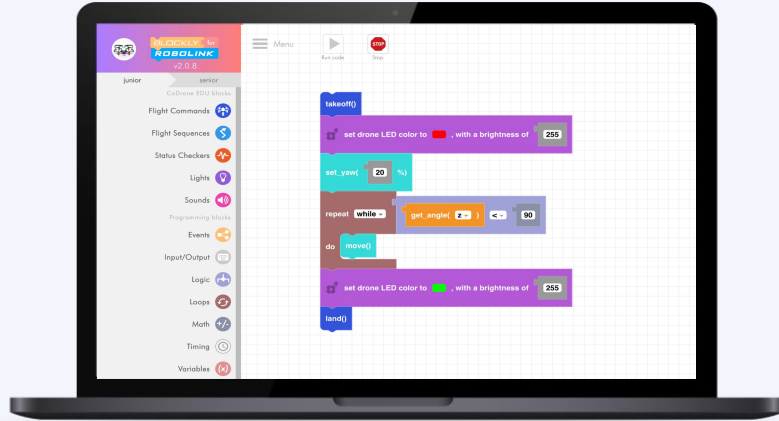 BLOCKLY for
ROBOLINK
v2.0.8
junior
senior
CoDrone EDU blocks
Flight Commands
Flight Sequences
Status Checkers
Lights
Sounds
Programming blocks
Events
Input/Output
Logic
Loops
Math +/-
Timing
Variables (x)
Menu
Run code
STOP
Stop
takeoff()
set drone LED color to , with a brightness of 255
set_yaw( 20 %)
repeat while get_angle( z ) < 90
do move()
set drone LED color to , with a brightness of 255
land()